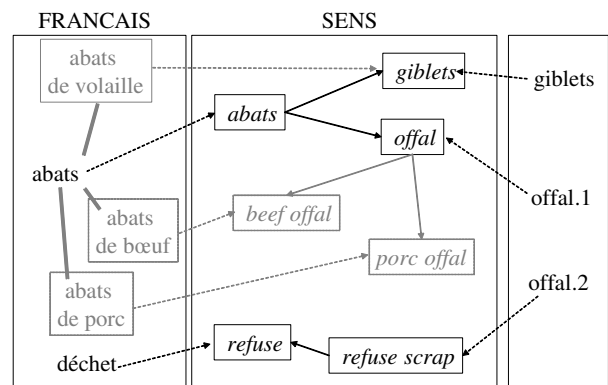 FRANCAIS
SENS
abats
de volaille
giblets
giblets
abats
offal
abats
offal.1
abats
de bœuf
beef offal
porc offal
abats
de porc
offal.2
déchet
refuse
refuse scrap